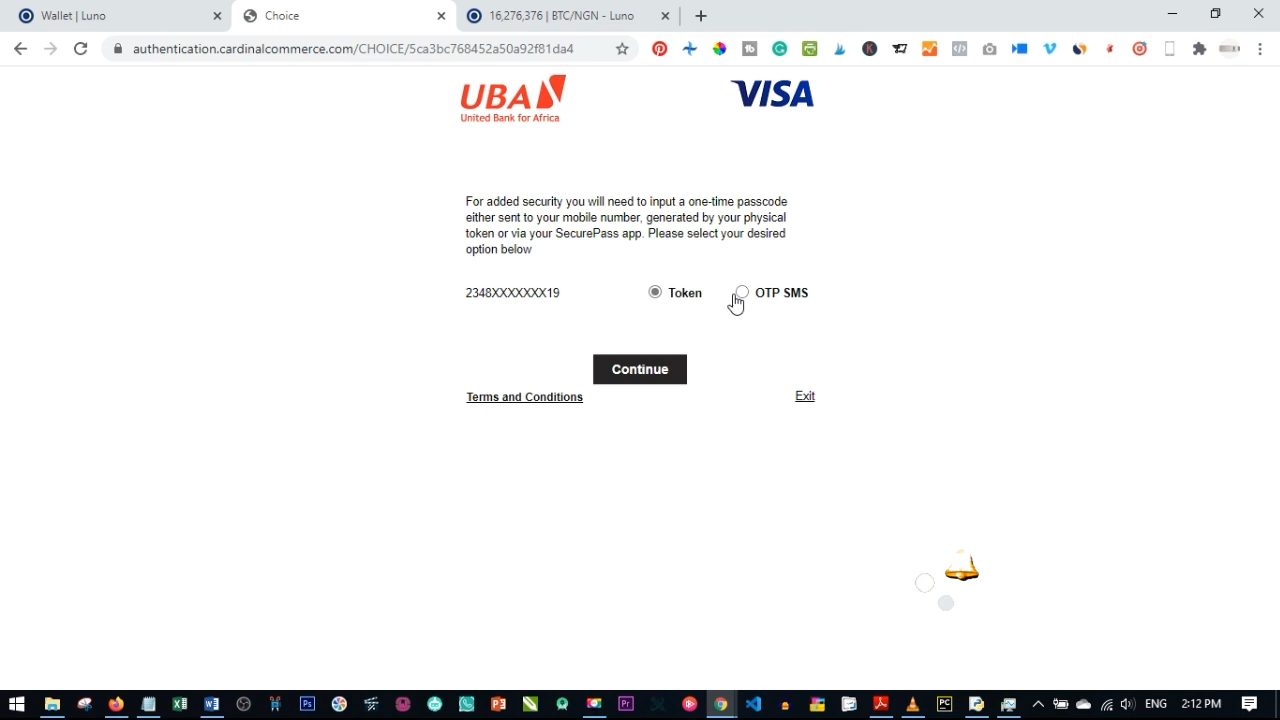 Wallet | Luno
Choice
16,276,376 | BTC/NGN - Luno
authentication.cardinalcommerce.com/CHOICE/5ca3bc768452a50a92f81da4
UBA
United Bank for Africa
VISA
For added security you will need to input a one-time passcode
either sent to your mobile number, generated by your physical
token or via your SecurePass app. Please select your desired
option below
2348XXXXXXX19
Token
OTP SMS
Continue
Terms and Conditions
Exit
ENG
2:12 PM